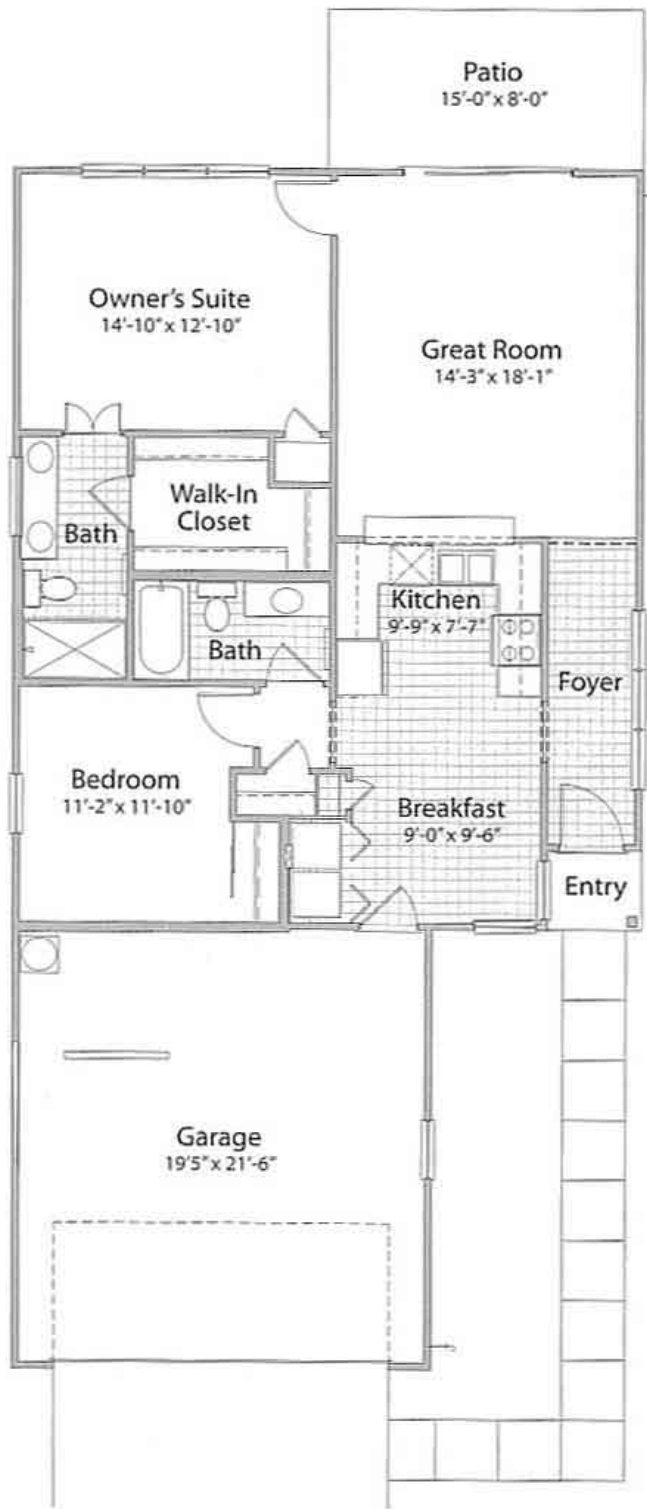 Patio
15'-0" x 8'-0"
Owner's Suite
14'-10" x 12'-10"
Great Room
14'-3" x 18'-1"
Walk-In
Closet
Bath
Kitchen
9'-9" x 7'-7"
Bath
Foyer
Bedroom
11'-2" x 11'-10"
Breakfast
9'-0" x 9'-6"
Entry
Garage
19'5" x 21'-6"